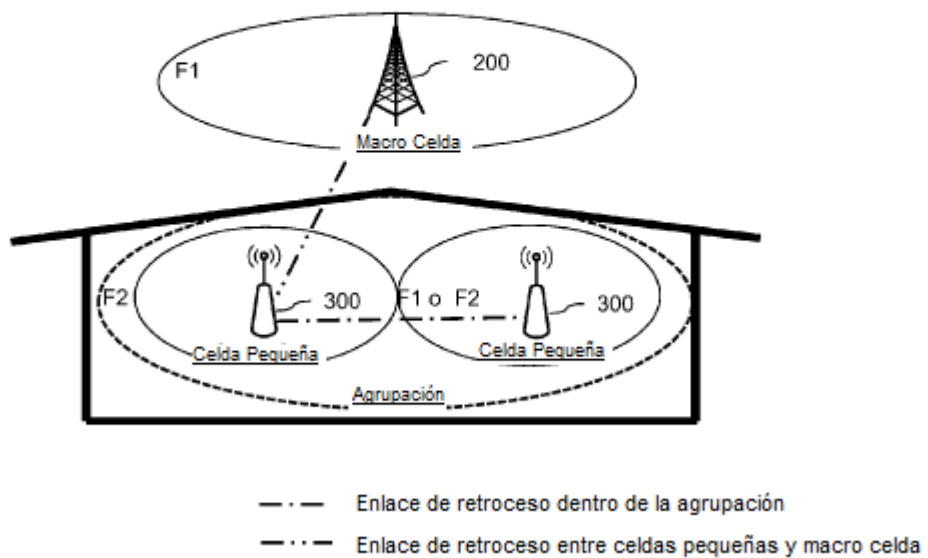 F1
200
Macro Celda
F2
300
F1 o F2
300
Celda Pequeña
Celda Pequeña
Agrupación
Enlace de retroceso dentro de la agrupación
Enlace de retroceso entre celdas pequeñas y macro celda